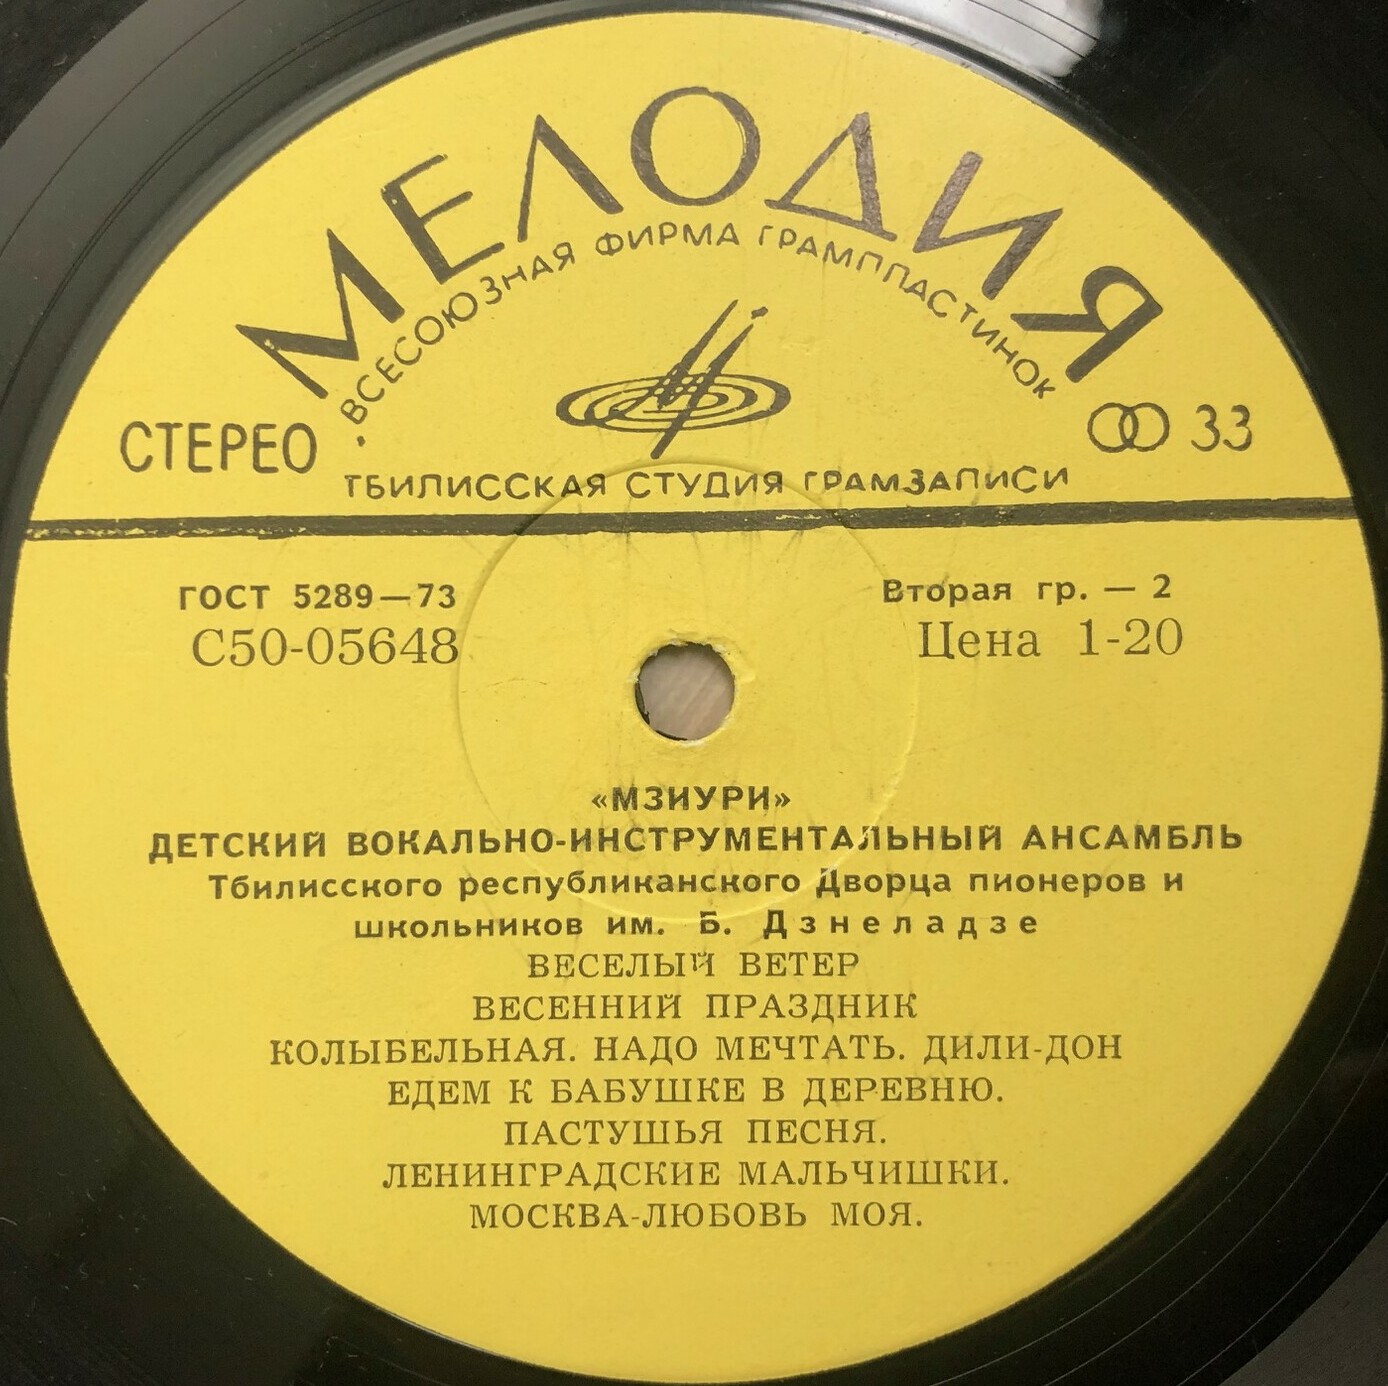 МЕЛОДИЯ
·ВСЕСОЮЗНАЯ ФИРМА ГРАМПЛАСТИНОК
СТЕРЕО
33
ТБИЛИССКАЯ СТУДИЯ ГРАМЗАПИСИ
ГОСТ 5289—73
Вторая гр. — 2
С50-05648
Цена 1-20
«МЗИУРИ»
ДЕТСКИЙ ВОКАЛЬНО-ИНСТРУМЕНТАЛЬНЫЙ АНСАМБЛЬ
Тбилисского республиканского Дворца пионеров и
школьников им. Б. Дзнеладзе
ВЕСЕЛЫЙ ВЕТЕР
ВЕСЕННИЙ ПРАЗДНИК
КОЛЫБЕЛЬНАЯ. НАДО МЕЧТАТЬ. ДИЛИ-ДОН
ЕДЕМ К БАБУШКЕ В ДЕРЕВНЮ.
ПАСТУШЬЯ ПЕСНЯ.
ЛЕНИНГРАДСКИЕ МАЛЬЧИШКИ.
МОСКВА-ЛЮБОВЬ МОЯ.